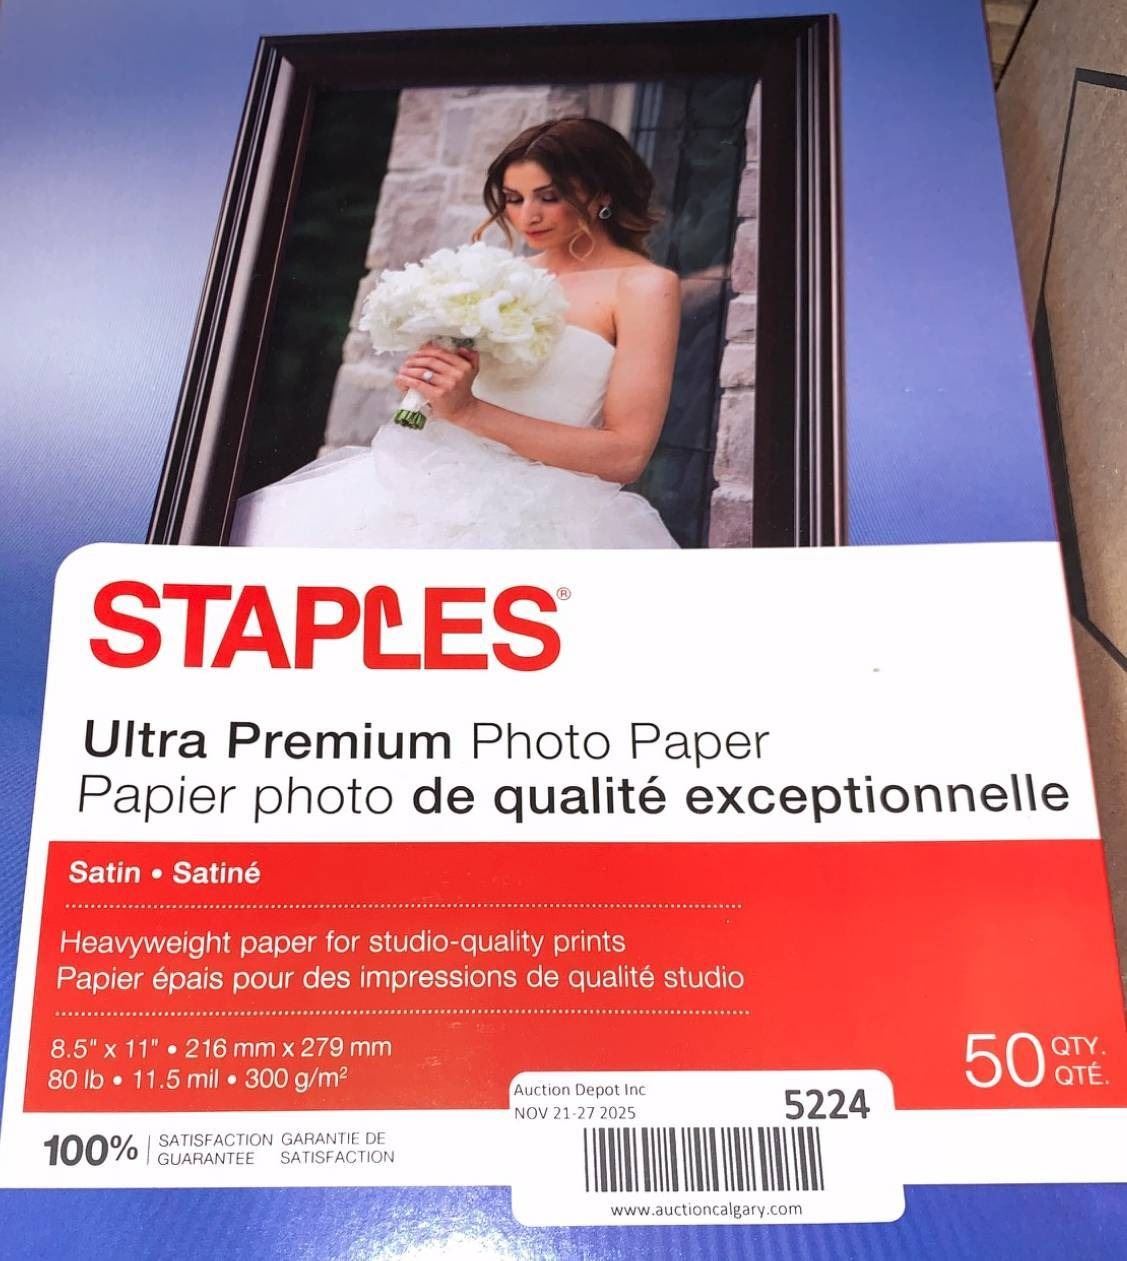 STAPLES®
Ultra Premium Photo Paper
Papier photo de qualité exceptionnelle
Satin • Satiné
Heavyweight paper for studio-quality prints
Papier épais pour des impressions de qualité studio
8.5" x 11" • 216 mm x 279 mm
80 lb • 11.5 mil • 300 g/m²
50 QTY.
QTÉ.
100% SATISFACTION GARANTIE DE
GUARANTEE SATISFACTION
Auction Depot Inc
NOV 21-27 2025
5224
www.auctioncalgary.com